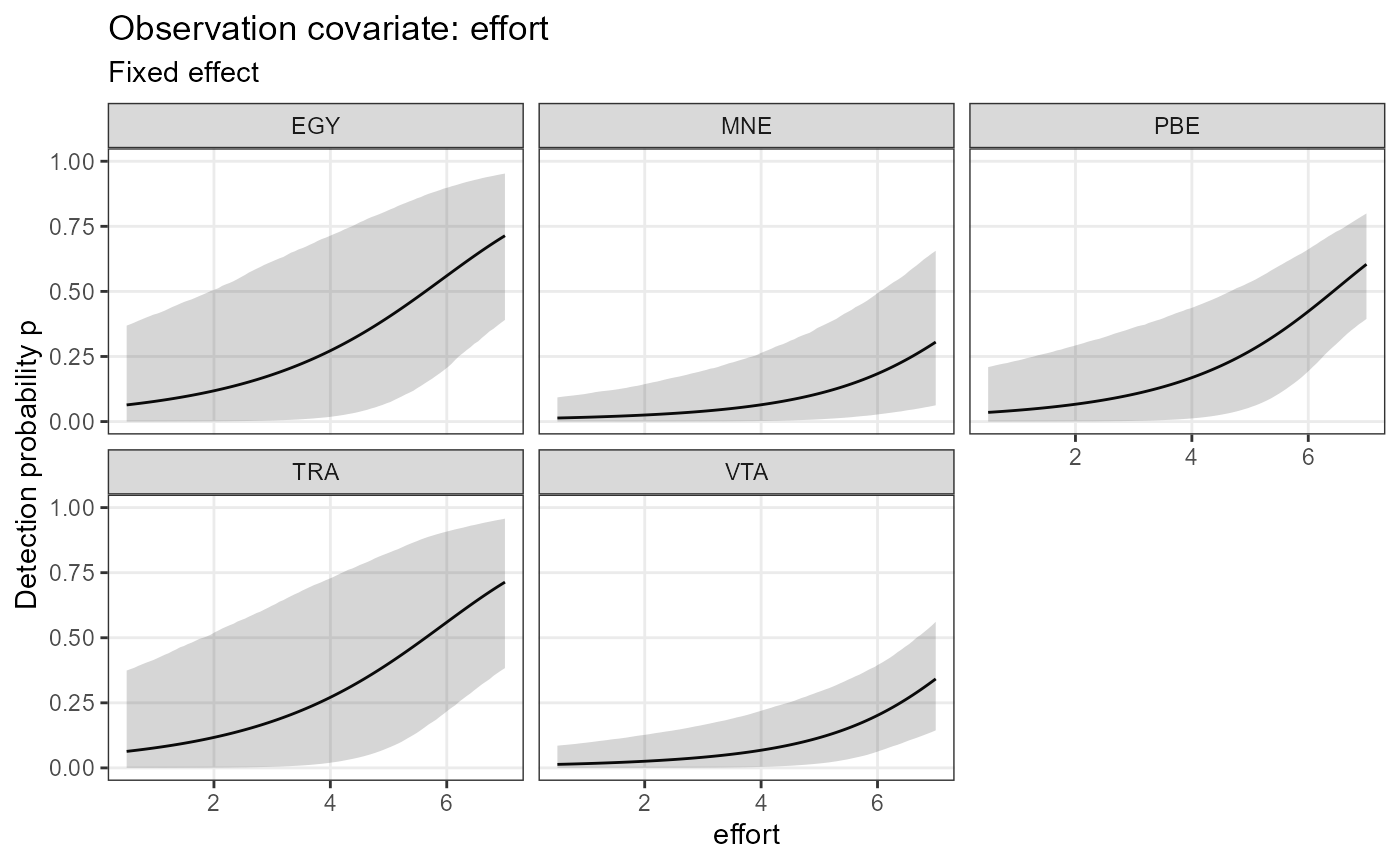 Observation covariate: effort
Fixed effect
EGY
MNE
PBE
1.00
0.75
0.50
0.25
0.00
2
4
6
TRA
VTA
1.00
0.75
0.50
0.25
0.00
2
4
6
2
4
6
effort
Detection probability p